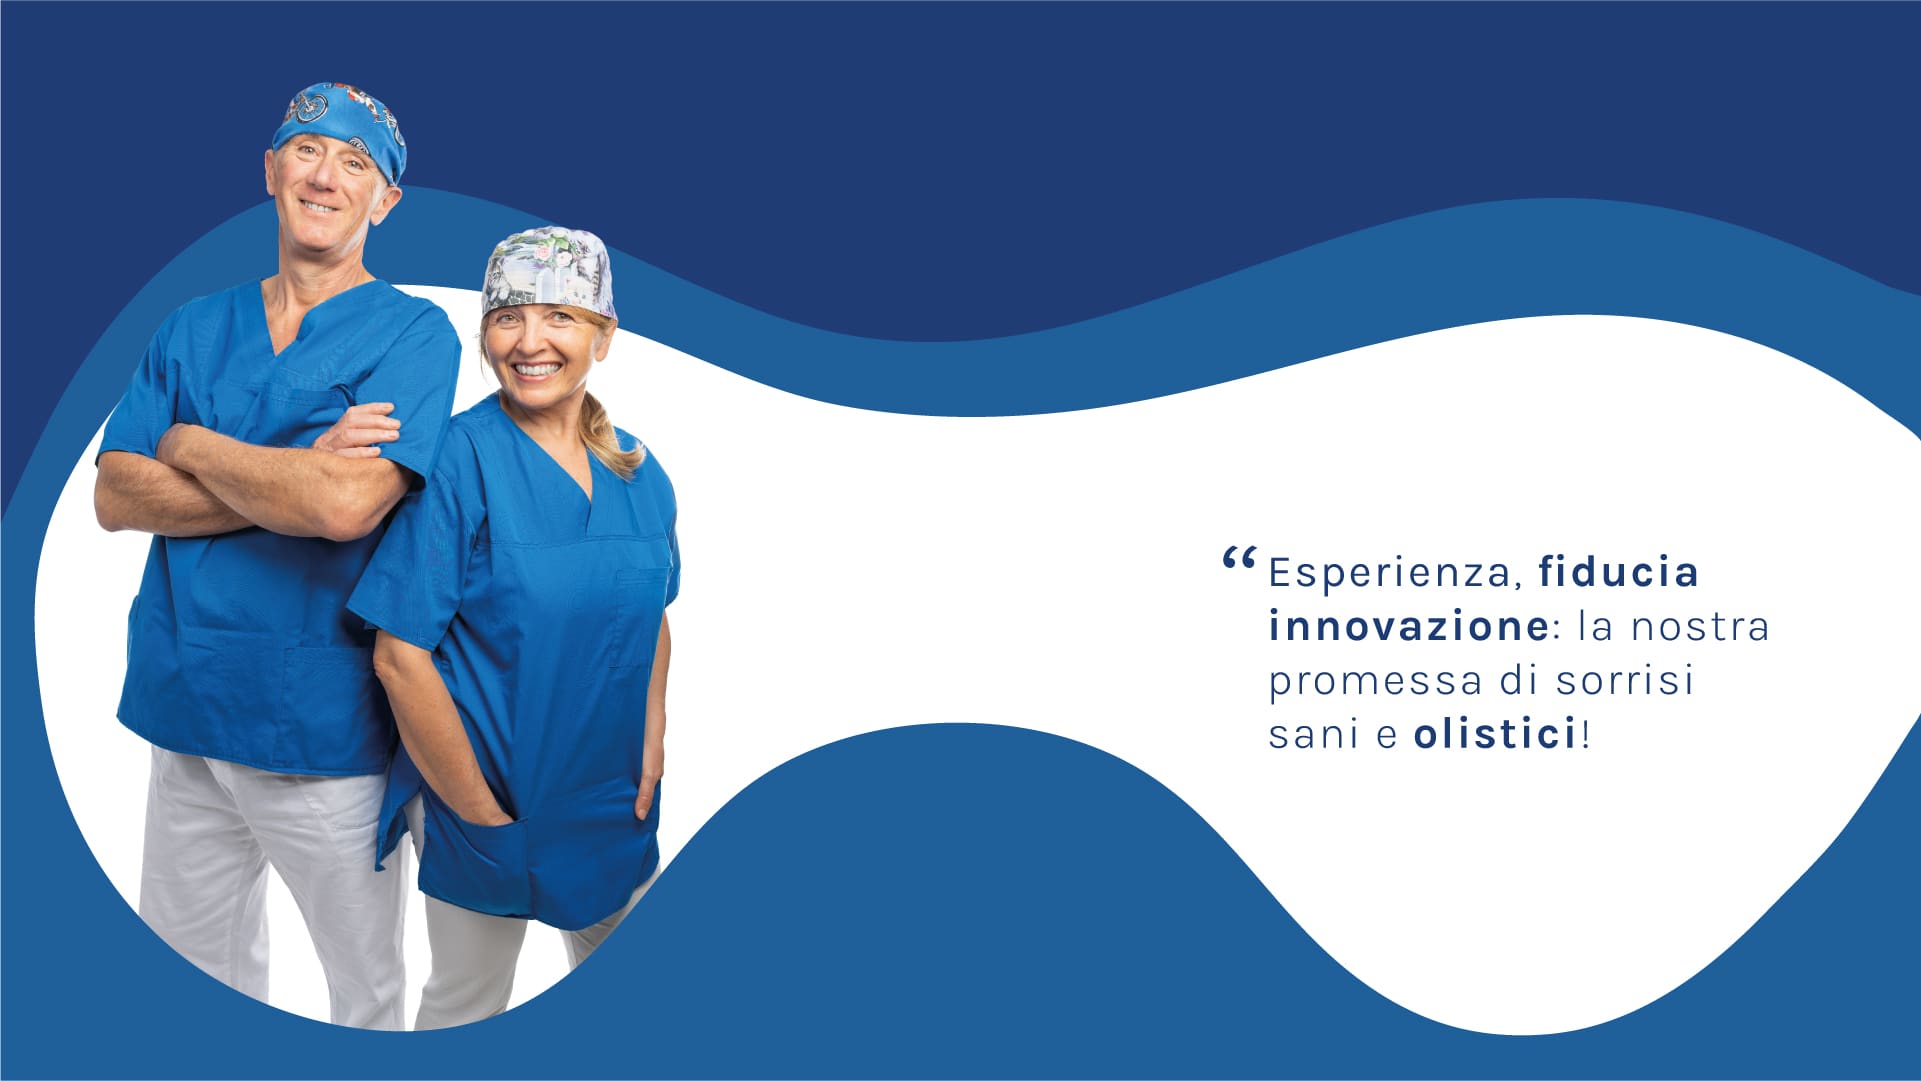 “Esperienza, fiducia
innovazione: la nostra
promessa di sorrisi
sani e olistici!